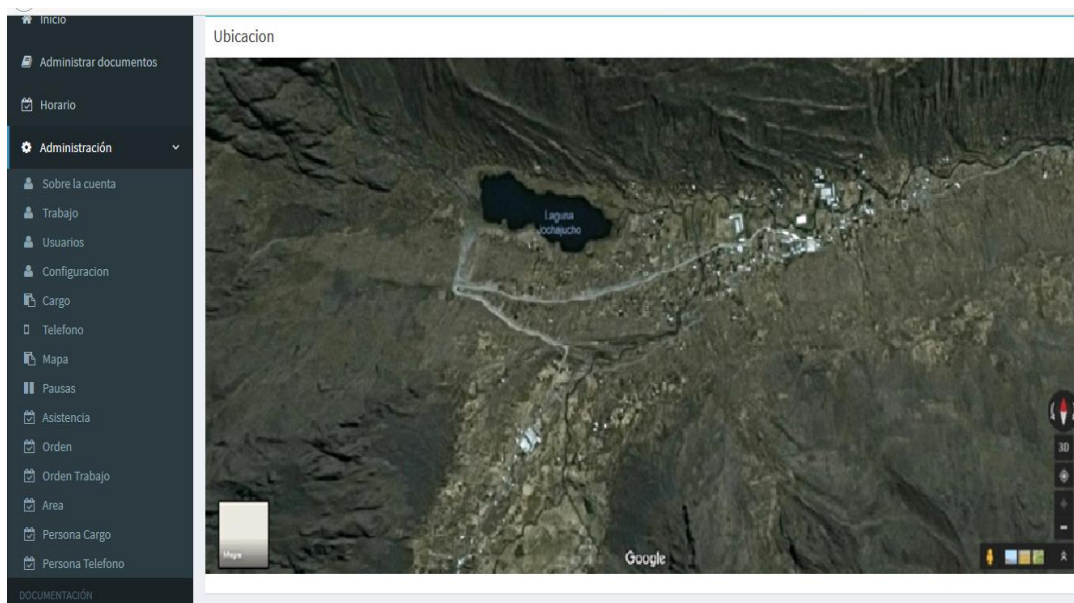 Inicio
Administrar documentos
Horario
Administración
Sobre la cuenta
Trabajo
Usuarios
Configuracion
Cargo
Telefono
Mapa
Pausas
Asistencia
Orden
Orden Trabajo
Area
Persona Cargo
Persona Telefono
DOCUMENTACIÓN
Ubicacion
Laguna
Jochajucho
3D
Mapa
Google